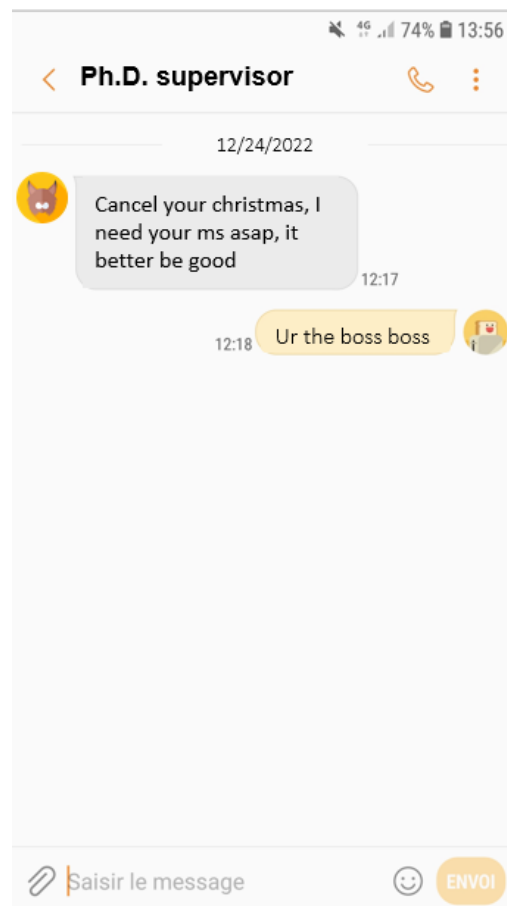 4G 74% 13:56
Ph.D. supervisor
12/24/2022
Cancel your christmas, I
need your ms asap, it
better be good
12:17
Ur the boss boss
12:18
Saisir le message
ENVOI